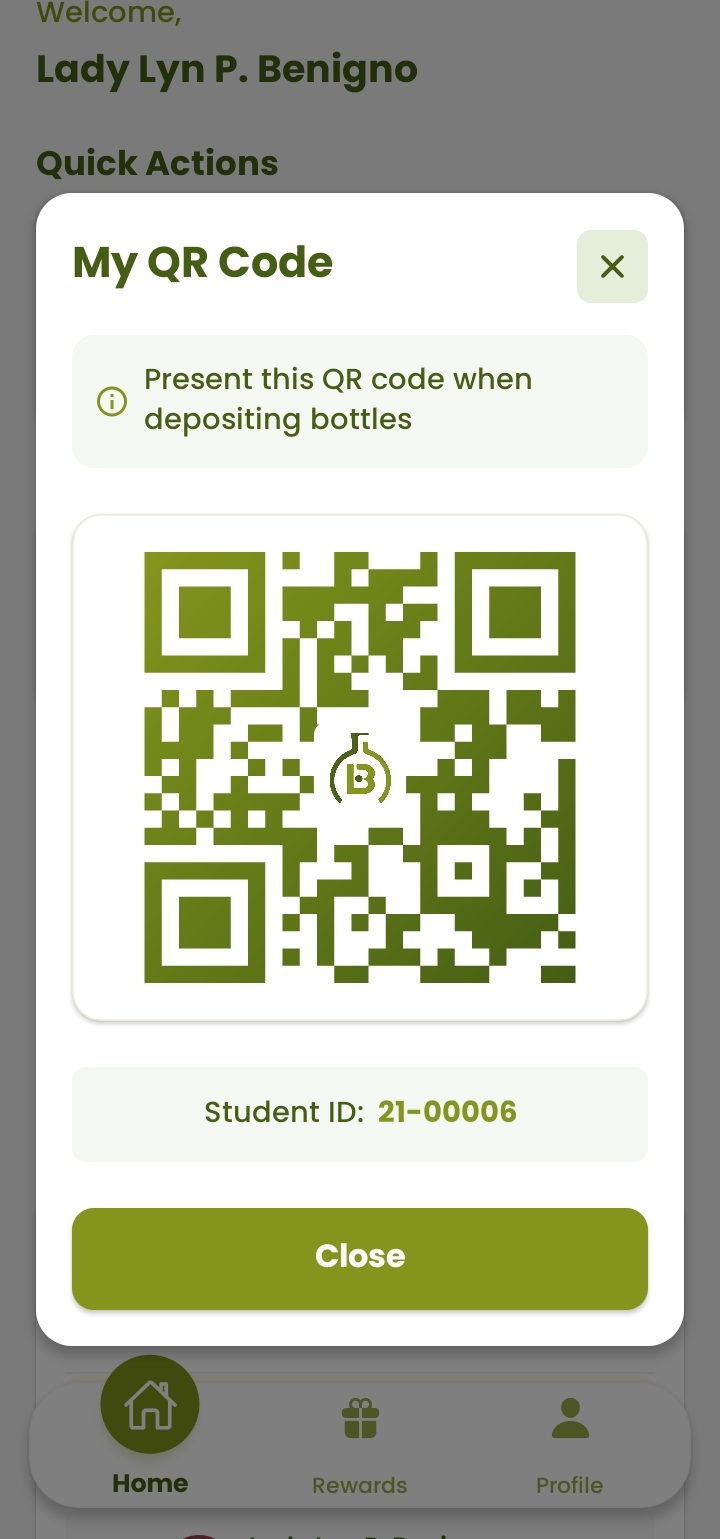 Welcome,
Lady Lyn P. Benigno
Quick Actions
My QR Code
Present this QR code when
depositing bottles
B
Student ID: 21-00006
Close
Home
Rewards
Profile